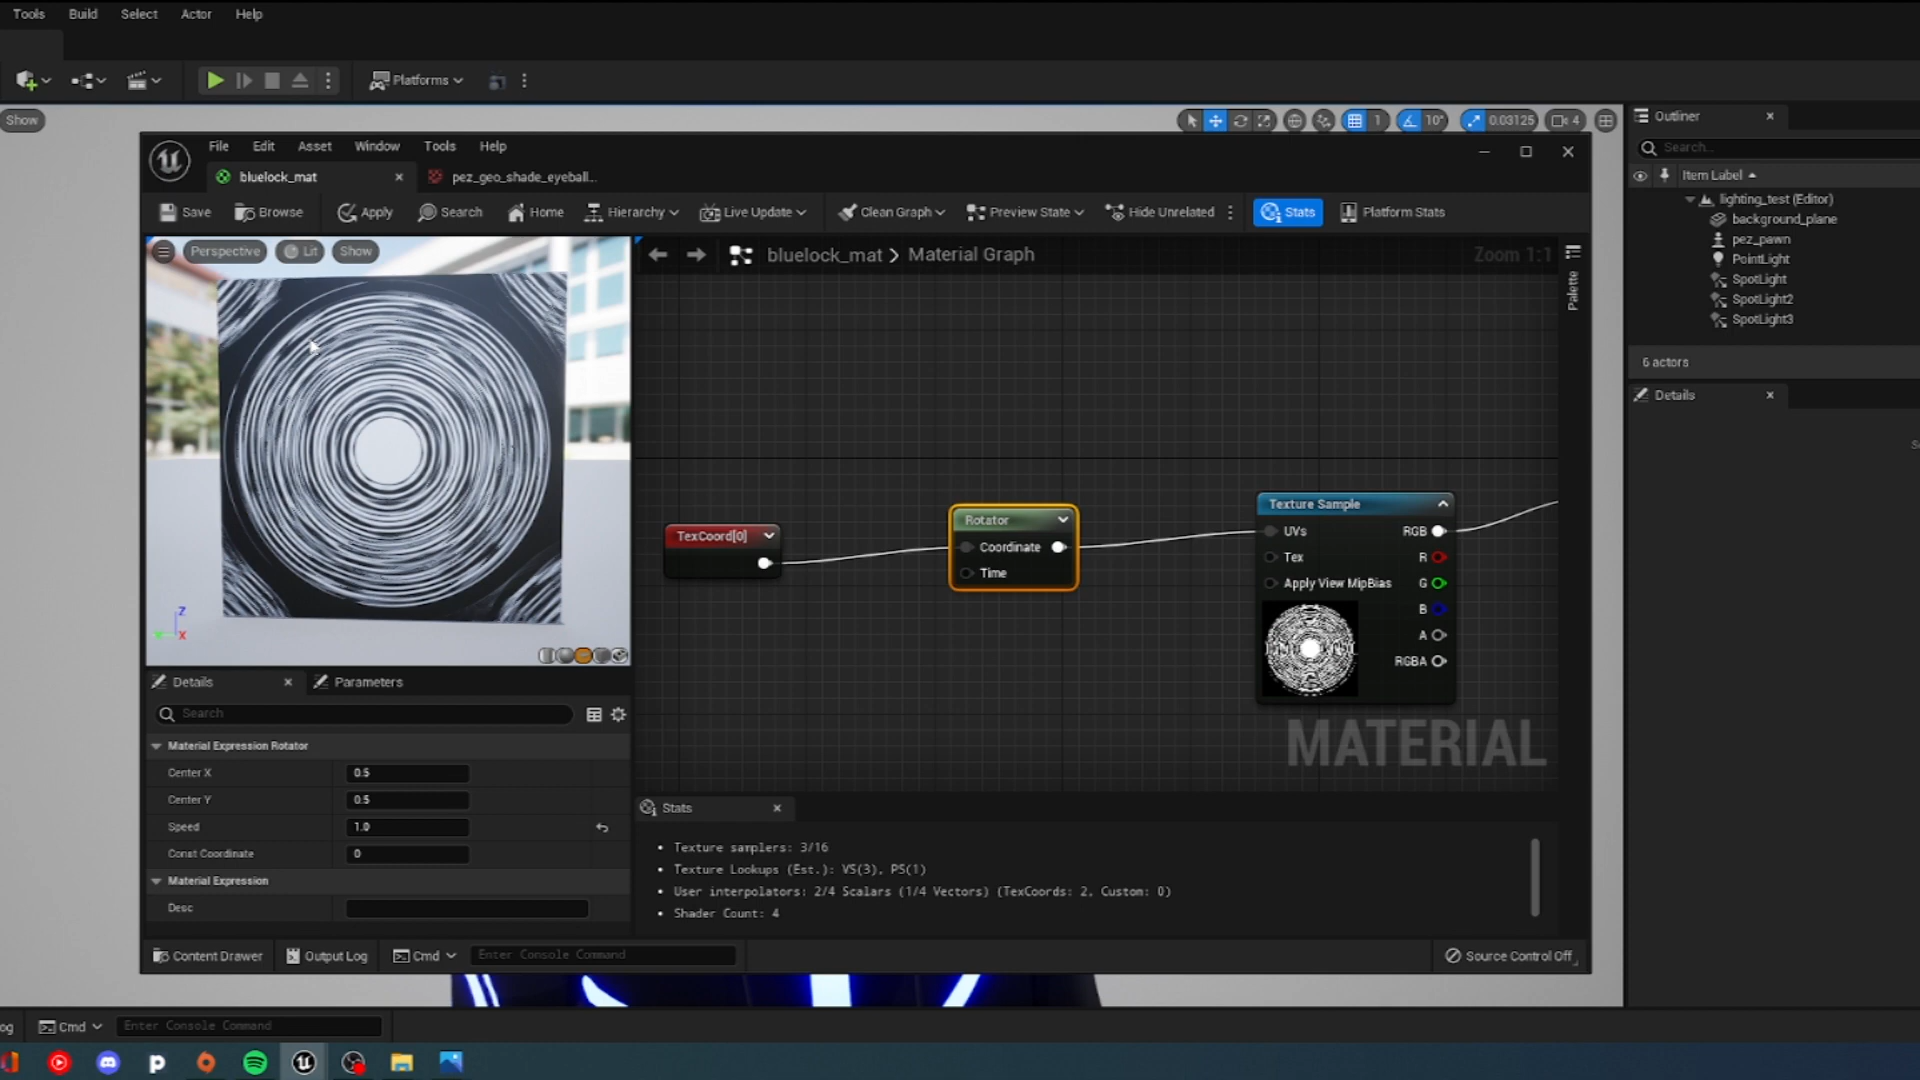 Tools Build Select Actor Help
Platforms
Show
1 10° 0.03125 4
Outliner
Search...
Item Label
lighting_test (Editor)
background_plane
pez_pawn
PointLight
SpotLight
SpotLight2
SpotLight3
6 actors
Details
File Edit Asset Window Tools Help
bluelock_mat
pez_geo_shade_eyeball...
Save Browse Apply Search Home Hierarchy Live Update Clean Graph Preview State Hide Unrelated Stats Platform Stats
Perspective Lit Show
bluelock_mat > Material Graph
Zoom 1:1
Palette
TexCoord[0]
Rotator
Coordinate
Time
Texture Sample
UVs RGB
Tex R
Apply View MipBias G
B
A
RGBA
MATERIAL
Z
X
Details Parameters
Search
Material Expression Rotator
Center X 0.5
Center Y 0.5
Speed 1.0
Const Coordinate 0
Material Expression
Desc
Stats
• Texture samplers: 3/16
• Texture Lookups (Est.): VS(3), PS(1)
• User interpolators: 2/4 Scalars (1/4 Vectors) (TexCoords: 2, Custom: 0)
• Shader Count: 4
Content Drawer Output Log Cmd Enter Console Command Source Control Off
og Cmd Enter Console Command